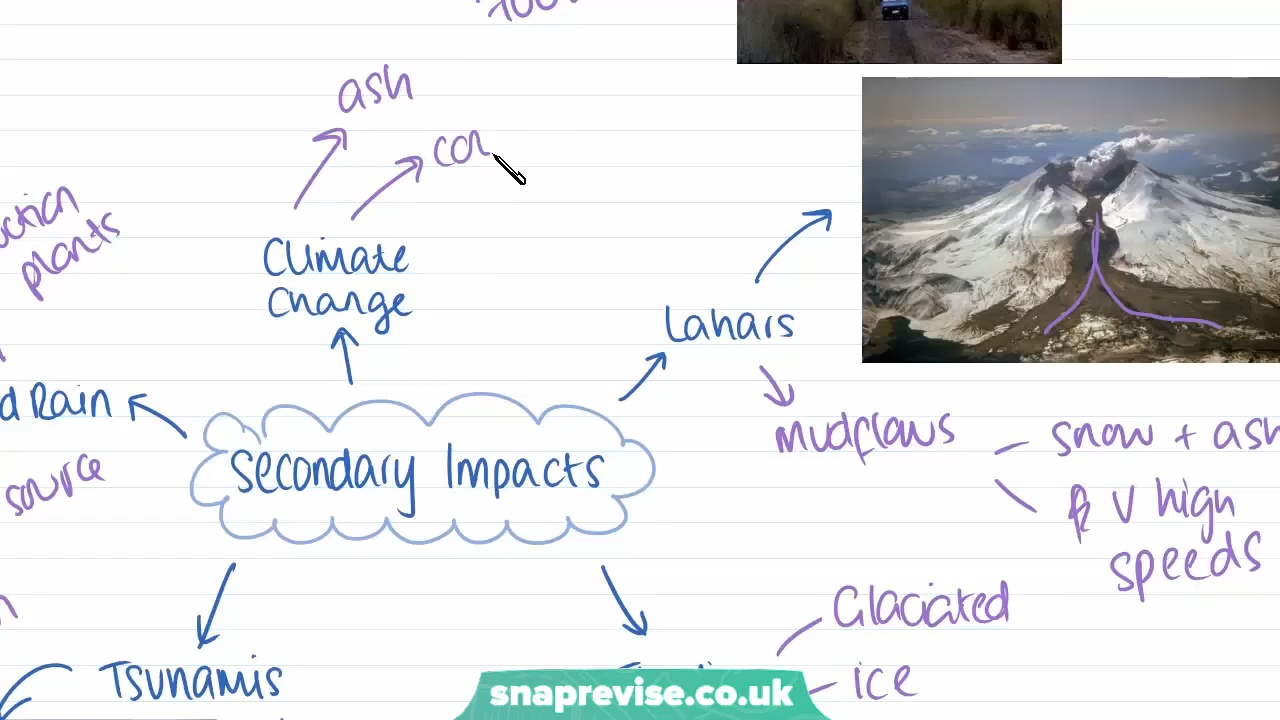 ash
COL
plants
Climate
Change
Lahars
d Rain
mudflows
snow + ash
Secondary Impacts
source
& V high
speeds
Glaciated
Tsunamis
ice
snaprevise.co.uk